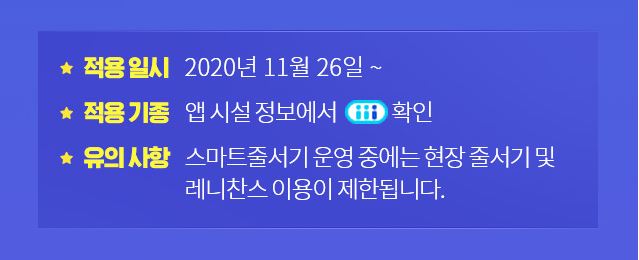 적용 일시 2020년 11월 26일 ~
적용 기종 앱 시설 정보에서 확인
유의 사항 스마트줄서기 운영 중에는 현장 줄서기 및
레니찬스 이용이 제한됩니다.